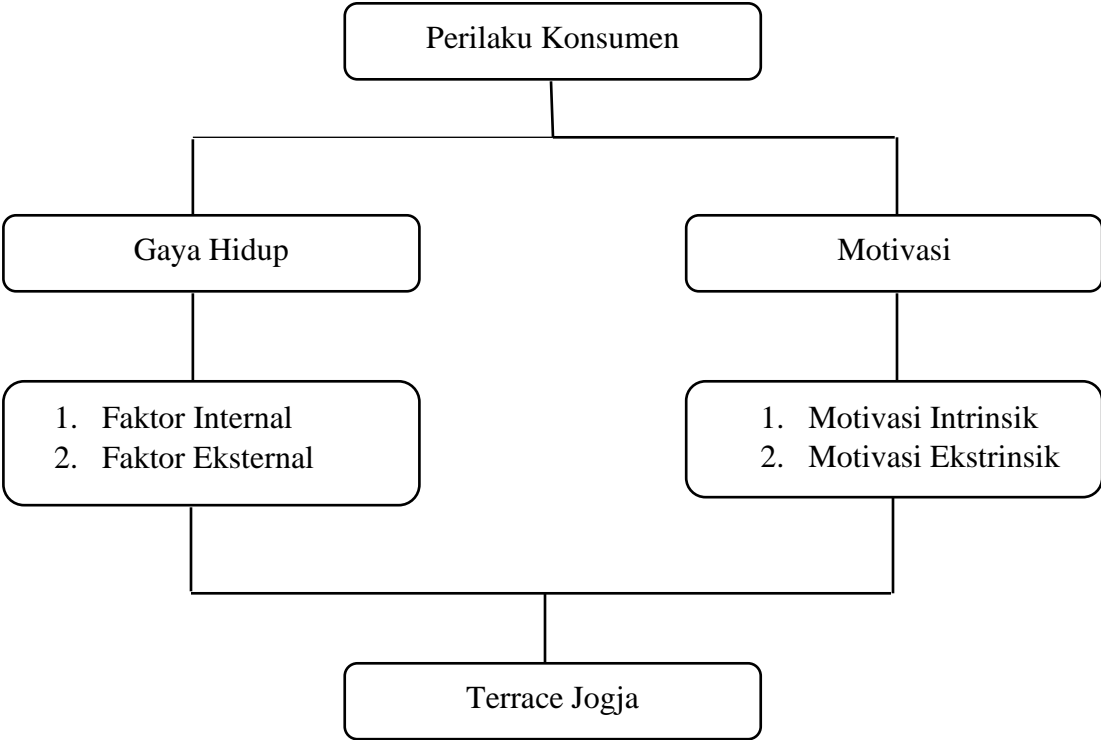 Perilaku Konsumen
Gaya Hidup
Motivasi
1. Faktor Internal
2. Faktor Eksternal
1. Motivasi Intrinsik
2. Motivasi Ekstrinsik
Terrace Jogja